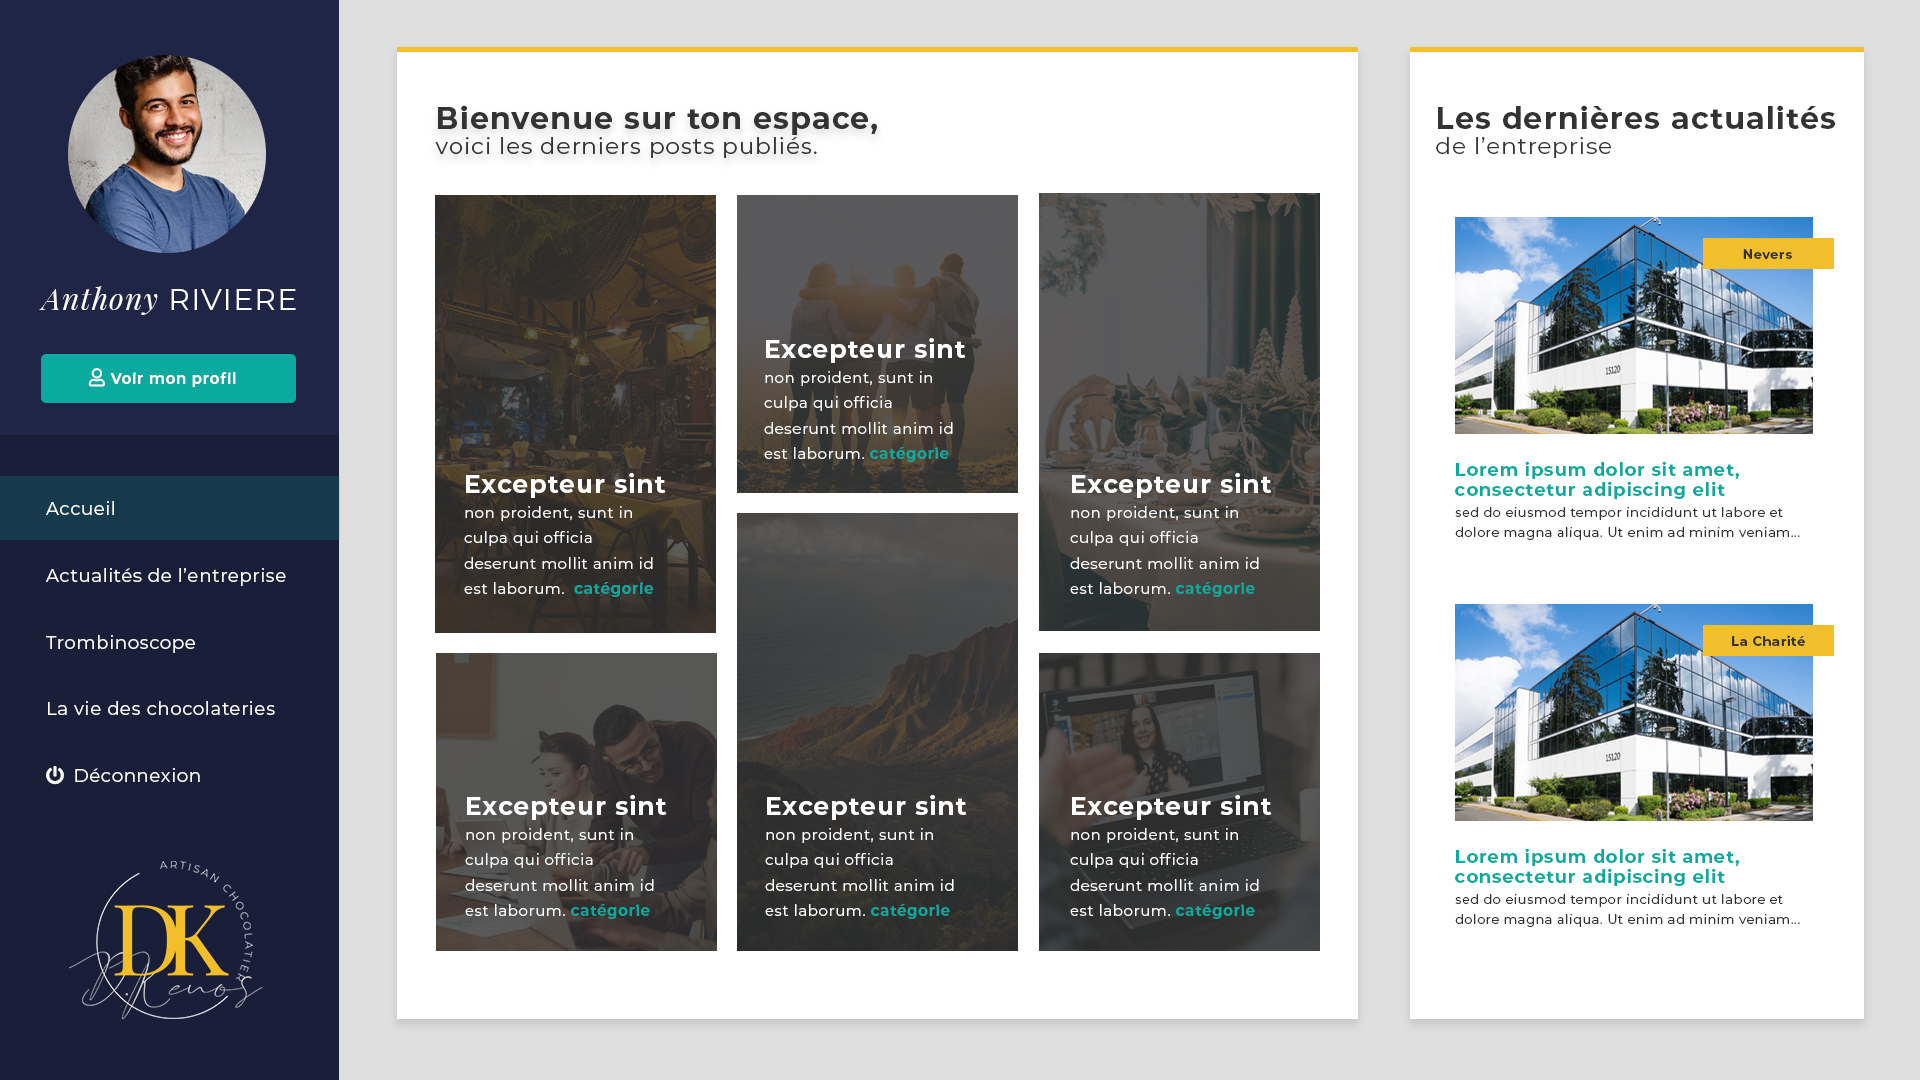 Anthony RIVIERE
Voir mon profil
Accueil
Actualités de l’entreprise
Trombinoscope
La vie des chocolateries
Déconnexion
ARTISAN CHOCOLATIER
DK
D.Kenos
Bienvenue sur ton espace,
voici les derniers posts publiés.
Excepteur sint
non proident, sunt in
culpa qui officia
deserunt mollit anim id
est laborum. catégorie
Excepteur sint
non proident, sunt in
culpa qui officia
deserunt mollit anim id
est laborum. catégorie
Excepteur sint
non proident, sunt in
culpa qui officia
deserunt mollit anim id
est laborum. catégorie
Excepteur sint
non proident, sunt in
culpa qui officia
deserunt mollit anim id
est laborum. catégorie
Excepteur sint
non proident, sunt in
culpa qui officia
deserunt mollit anim id
est laborum. catégorie
Excepteur sint
non proident, sunt in
culpa qui officia
deserunt mollit anim id
est laborum. catégorie
Les dernières actualités
de l’entreprise
Nevers
15120
Lorem ipsum dolor sit amet,
consectetur adipiscing elit
sed do eiusmod tempor incididunt ut labore et
dolore magna aliqua. Ut enim ad minim veniam...
La Charité
15120
Lorem ipsum dolor sit amet,
consectetur adipiscing elit
sed do eiusmod tempor incididunt ut labore et
dolore magna aliqua. Ut enim ad minim veniam...